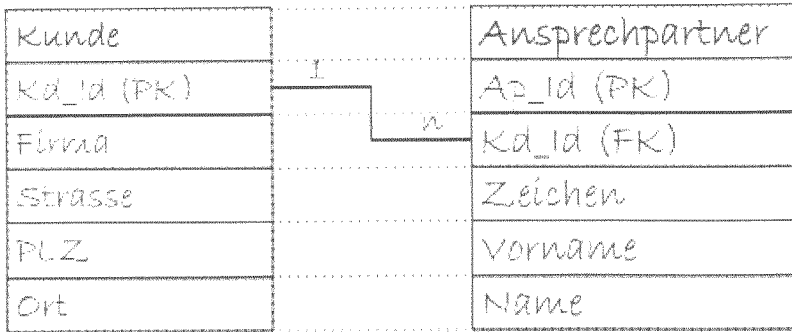 Kunde
Kd_Id (PK)
Firma
Strasse
PLZ
Ort
1
n
Ansprechpartner
Ap_Id (PK)
Kd_Id (FK)
Zeichen
Vorname
Name